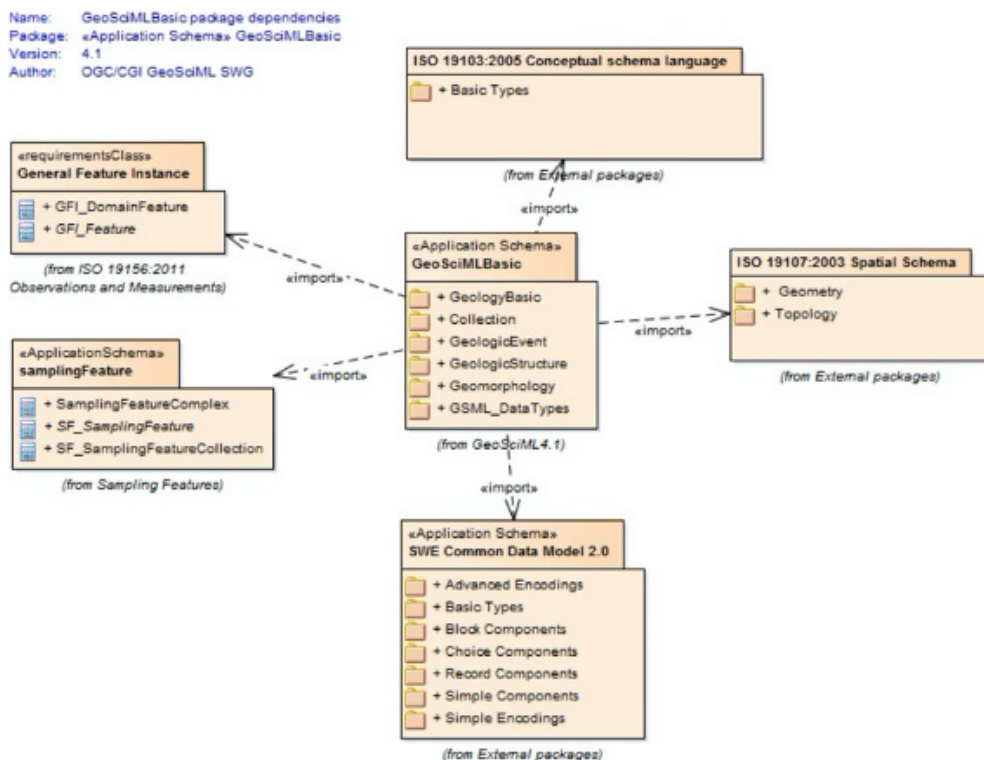 Name: GeoSciMLBasic package dependencies
Package: «Application Schema» GeoSciMLBasic
Version: 4.1
Author: OGC/CGI GeoSciML SWG
ISO 19103:2005 Conceptual schema language
+ Basic Types
(from External packages)
«import»
«requirementsClass»
General Feature Instance
+ GFI_DomainFeature
+ GFI_Feature
(from ISO 19156:2011
Observations and Measurements)
«import»
«Application Schema»
GeoSciMLBasic
+ GeologyBasic
+ Collection
+ GeologicEvent
+ GeologicStructure
+ Geomorphology
+ GSML_DataTypes
(from GeoSciML4.1)
ISO 19107:2003 Spatial Schema
+ Geometry
+ Topology
(from External packages)
«import»
«ApplicationSchema»
samplingFeature
+ SamplingFeatureComplex
+ SF_SamplingFeature
+ SF_SamplingFeatureCollection
(from Sampling Features)
«import»
«import»
«Application Schema»
SWE Common Data Model 2.0
+ Advanced Encodings
+ Basic Types
+ Block Components
+ Choice Components
+ Record Components
+ Simple Components
+ Simple Encodings
(from External packages)